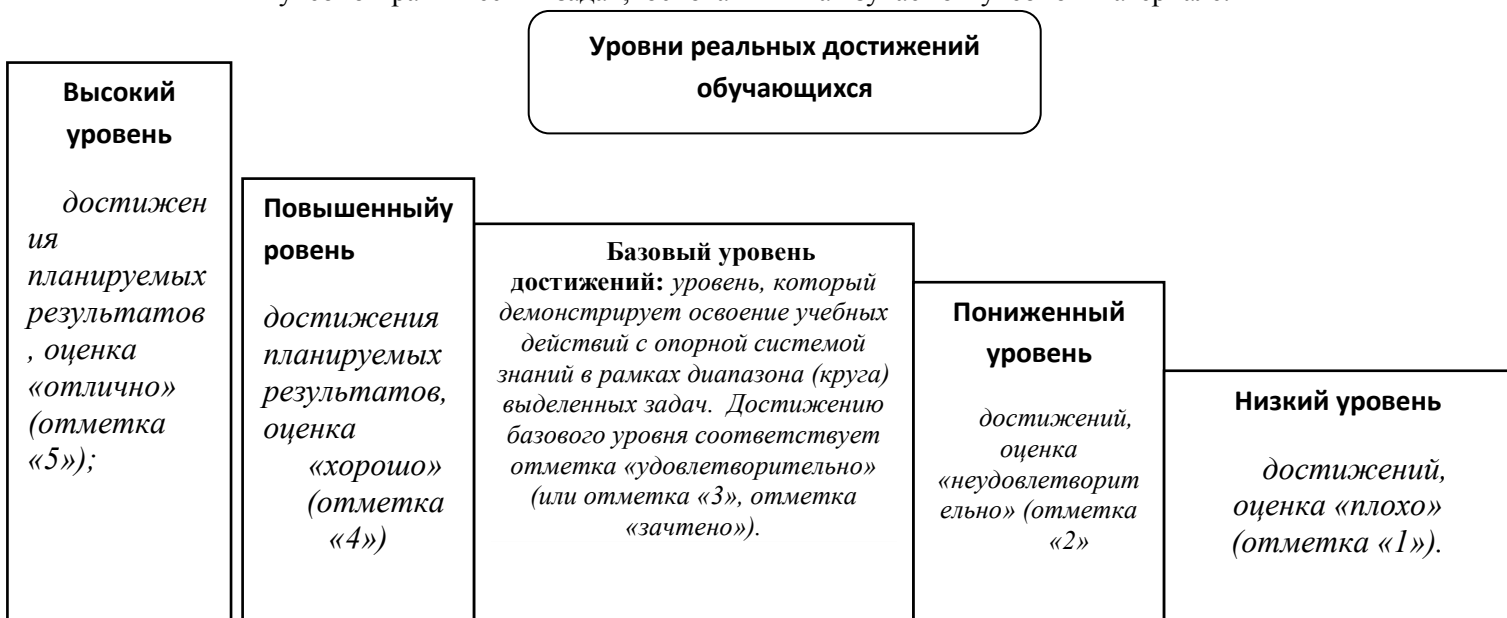 Уровни реальных достижений
обучающихся
Высокий
уровень
достижен
ия
планируемых
результатов
, оценка
«отлично»
(отметка
«5»);
Повышенныйу
ровень
достижения
планируемых
результатов,
оценка
«хорошо»
(отметка
«4»)
Базовый уровень
достижений: уровень, который
демонстрирует освоение учебных
действий с опорной системой
знаний в рамках диапазона (круга)
выделенных задач. Достижению
базового уровня соответствует
отметка «удовлетворительно»
(или отметка «3», отметка
«зачтено»).
Пониженный
уровень
достижений,
оценка
«неудовлетворит
ельно» (отметка
«2»
Низкий уровень
достижений,
оценка «плохо»
(отметка «1»).